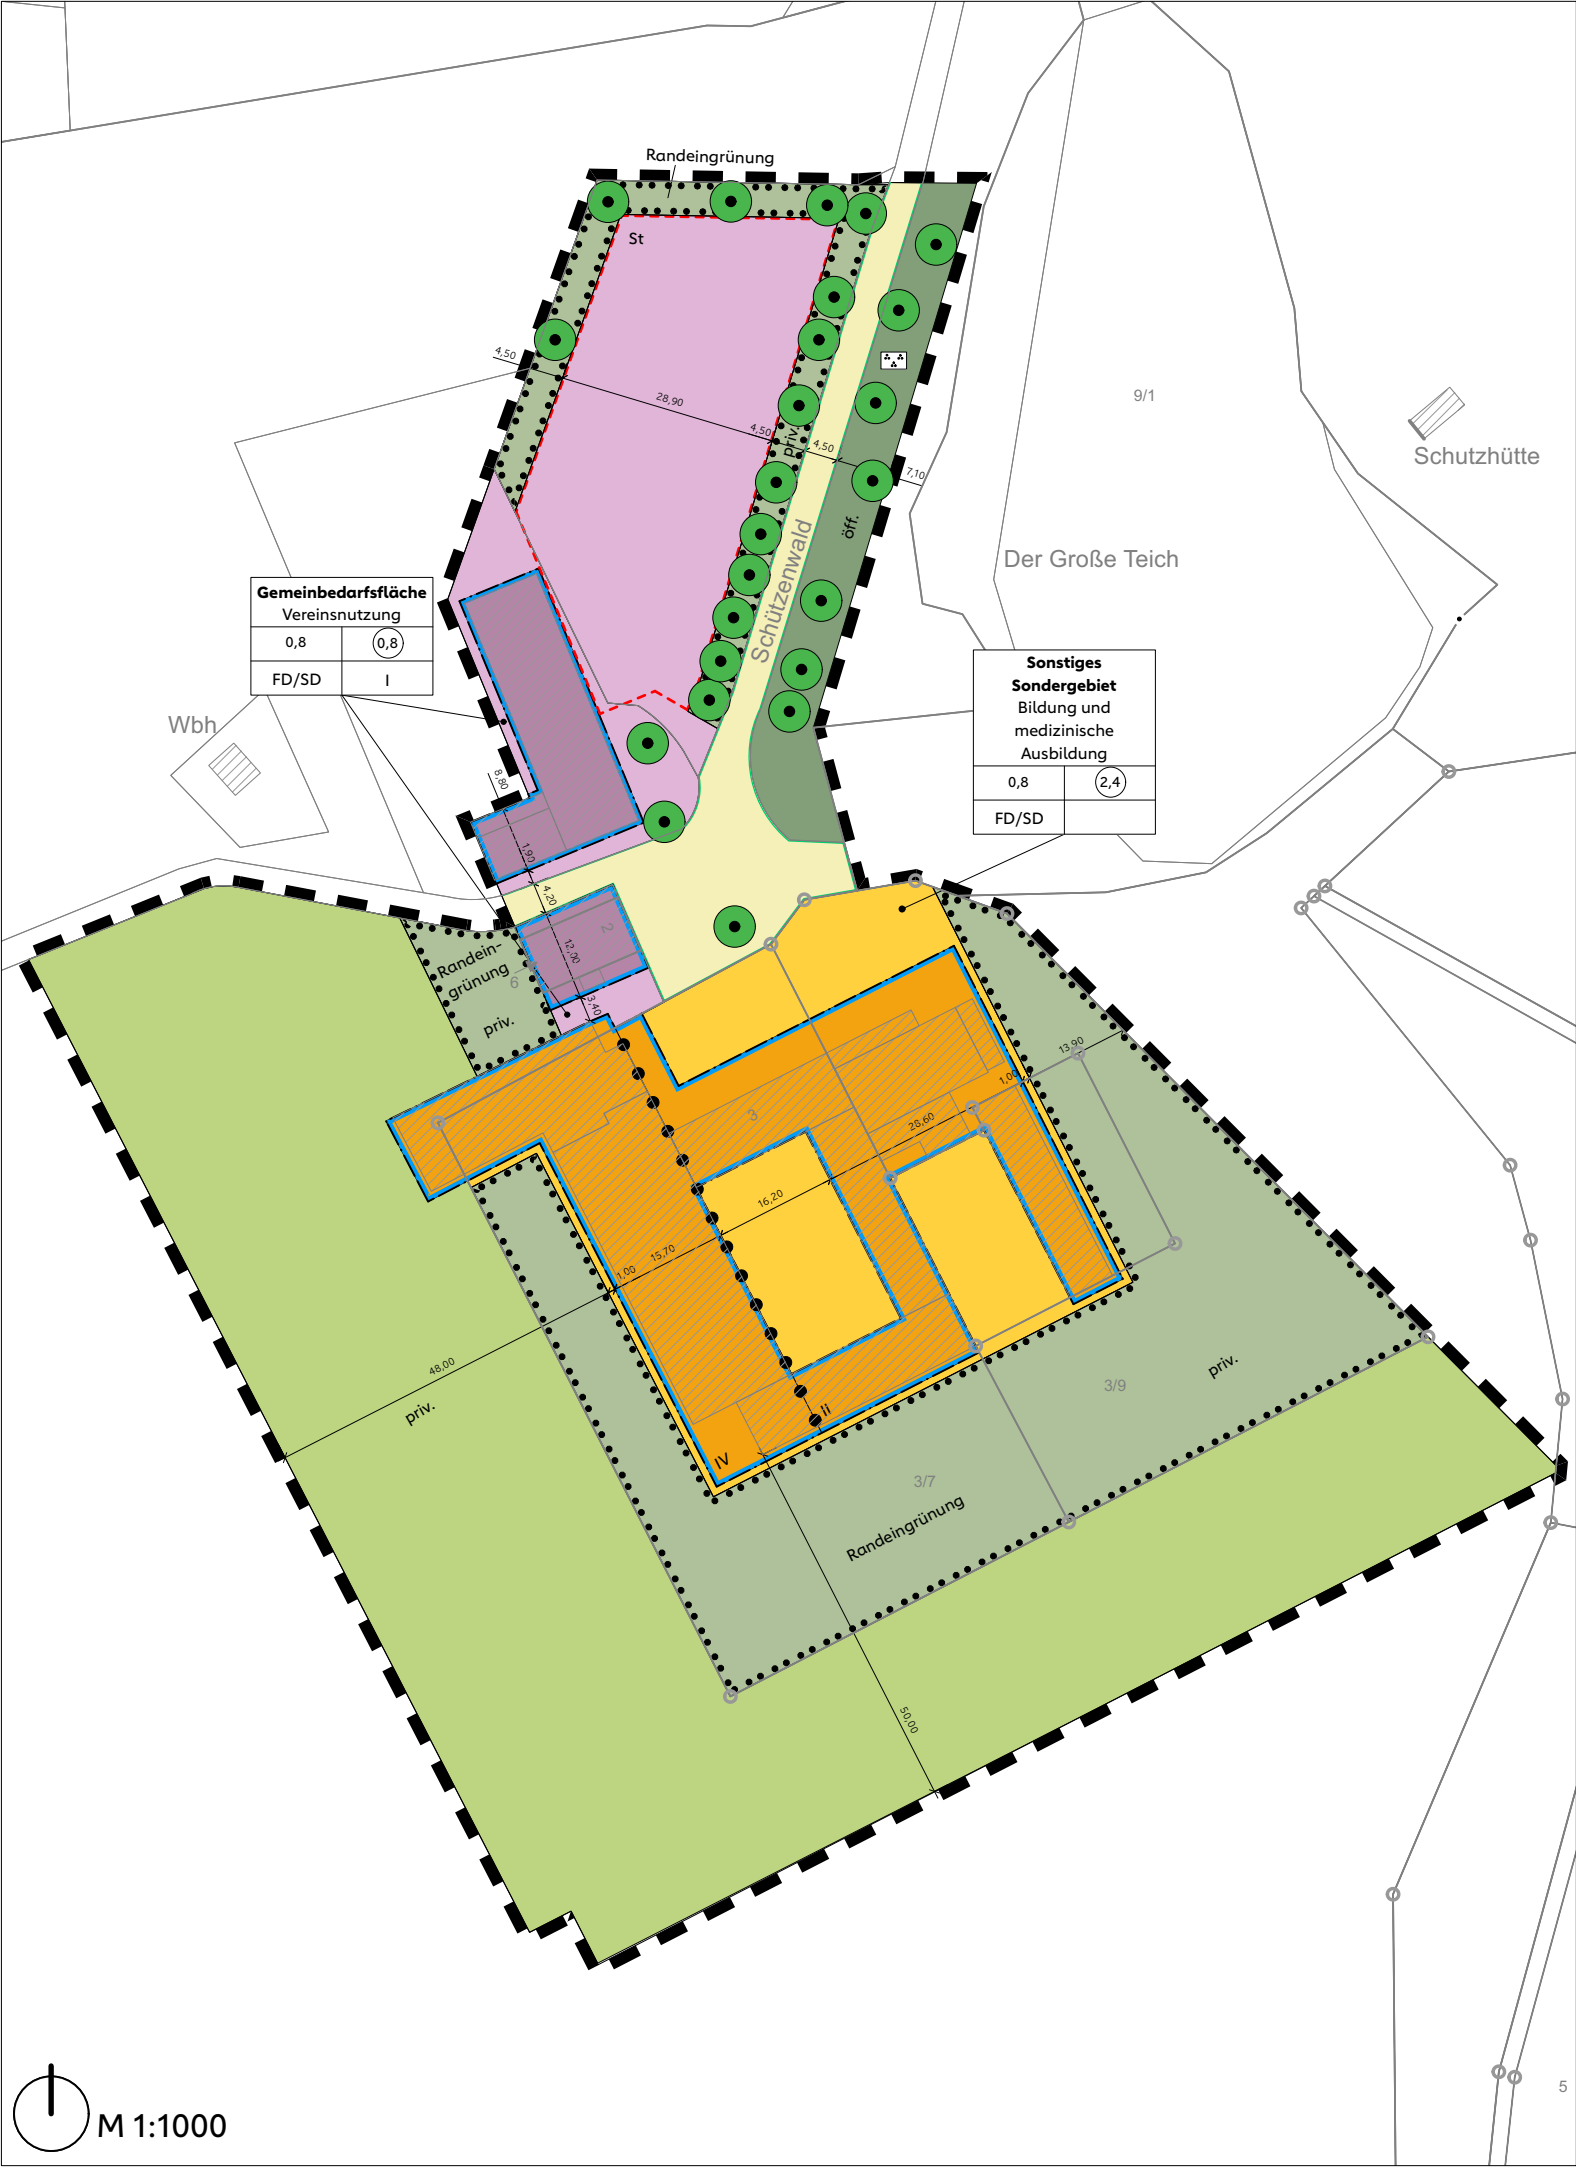 Randeingrünung
St
4,50
28,90
4,50
priv.
4,50
7,10
öff.
9/1
Schutzhütte
Schützenwald
Der Große Teich
Gemeinbedarfsfläche
Vereinsnutzung
0,8
0,8
FD/SD
I
Sonstiges
Sondergebiet
Bildung und
medizinische
Ausbildung
0,8
2,4
FD/SD
Wbh
8,80
1,90
4,20
2
12,00
3,40
Randein-
grünung
6
priv.
13,90
1,00
3
28,60
16,20
15,70
1,00
48,00
priv.
priv.
3/9
II
IV
3/7
Randeingrünung
50,00
5
M 1:1000